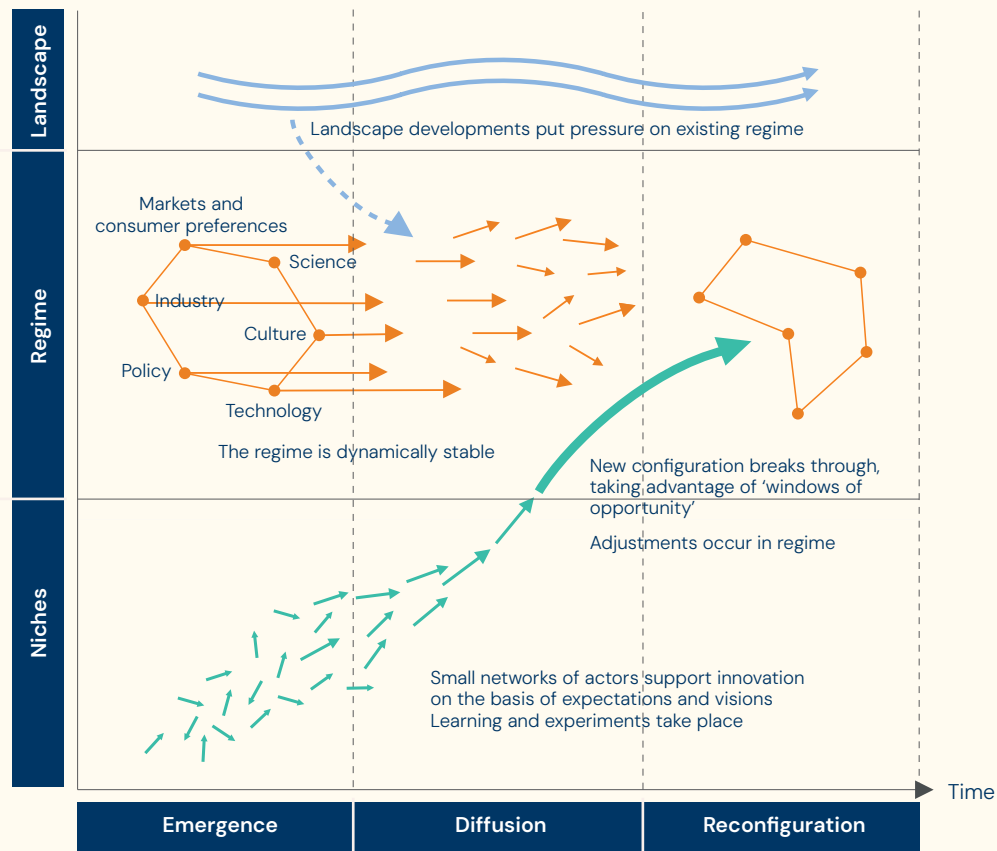 Landscape
Landscape developments put pressure on existing regime
Regime
Markets and
consumer preferences
Science
Industry
Culture
Policy
Technology
The regime is dynamically stable
New configuration breaks through,
taking advantage of ‘windows of
opportunity’
Adjustments occur in regime
Niches
Small networks of actors support innovation
on the basis of expectations and visions
Learning and experiments take place
Time
Emergence
Diffusion
Reconfiguration